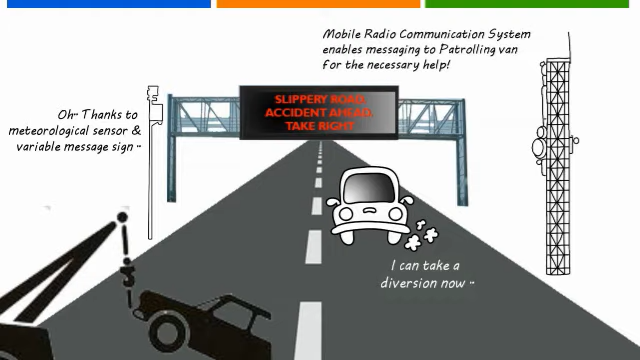 Mobile Radio Communication System
enables messaging to Patrolling van
for the necessary help!
SLIPPERY ROAD
ACCIDENT AHEAD
TAKE RIGHT
Oh.. Thanks to
meteorological sensor &
variable message sign ..
I can take a
diversion now ..